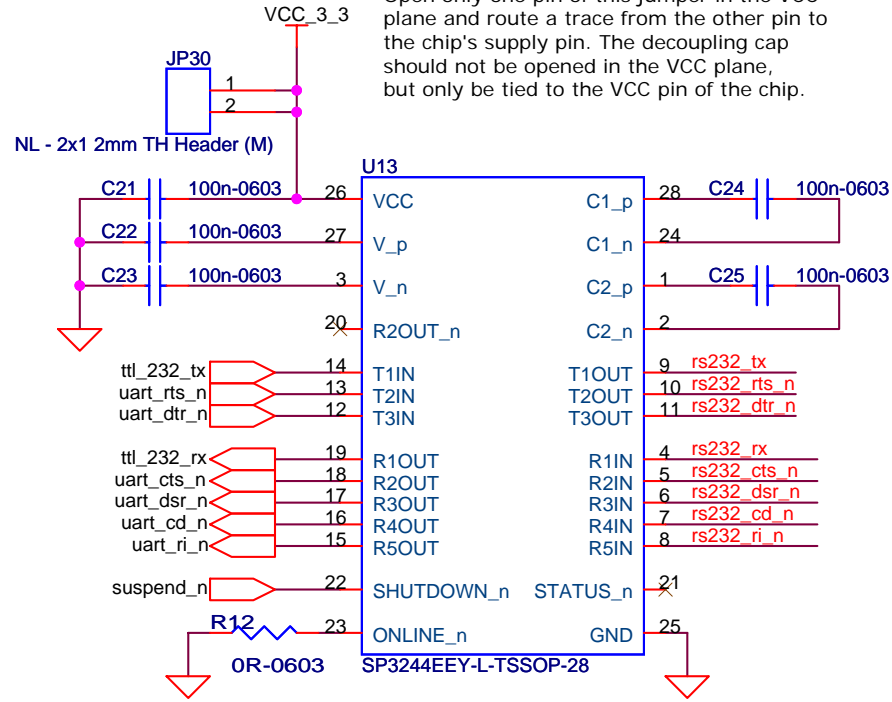 Open only one pin of this jumper in the VCC
plane and route a trace from the other pin to
the chip's supply pin. The decoupling cap
should not be opened in the VCC plane,
but only be tied to the VCC pin of the chip.
VCC_3_3
JP30
1
2
NL - 2x1 2mm TH Header (M)
U13
C21 100n-0603 26 VCC C1_p 28 C24 100n-0603
C22 100n-0603 27 V_p C1_n 24
C23 100n-0603 3 V_n C2_p 1 C25 100n-0603
20 R2OUT_n C2_n 2
ttl_232_tx 14 T1IN T1OUT 9 rs232_tx
uart_rts_n 13 T2IN T2OUT 10 rs232_rts_n
uart_dtr_n 12 T3IN T3OUT 11 rs232_dtr_n
ttl_232_rx 19 R1OUT R1IN 4 rs232_rx
uart_cts_n 18 R2OUT R2IN 5 rs232_cts_n
uart_dsr_n 17 R3OUT R3IN 6 rs232_dsr_n
uart_cd_n 16 R4OUT R4IN 7 rs232_cd_n
uart_ri_n 15 R5OUT R5IN 8 rs232_ri_n
suspend_n 22 SHUTDOWN_n STATUS_n 21
R12 23 ONLINE_n GND 25
0R-0603 SP3244EEY-L-TSSOP-28